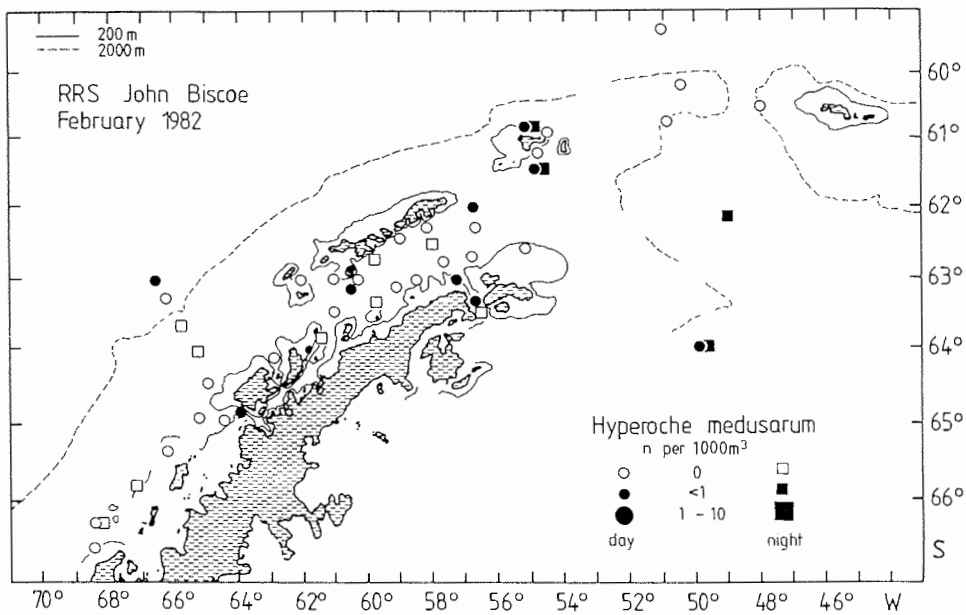 200 m
2000 m
RRS John Biscoe
February 1982
60°
61°
62°
63°
64°
65°
66°
S
Hyperoche medusarum
n per 1000m³
0
<1
1 – 10
day night
70° 68° 66° 64° 62° 60° 58° 56° 54° 52° 50° 48° 46° W